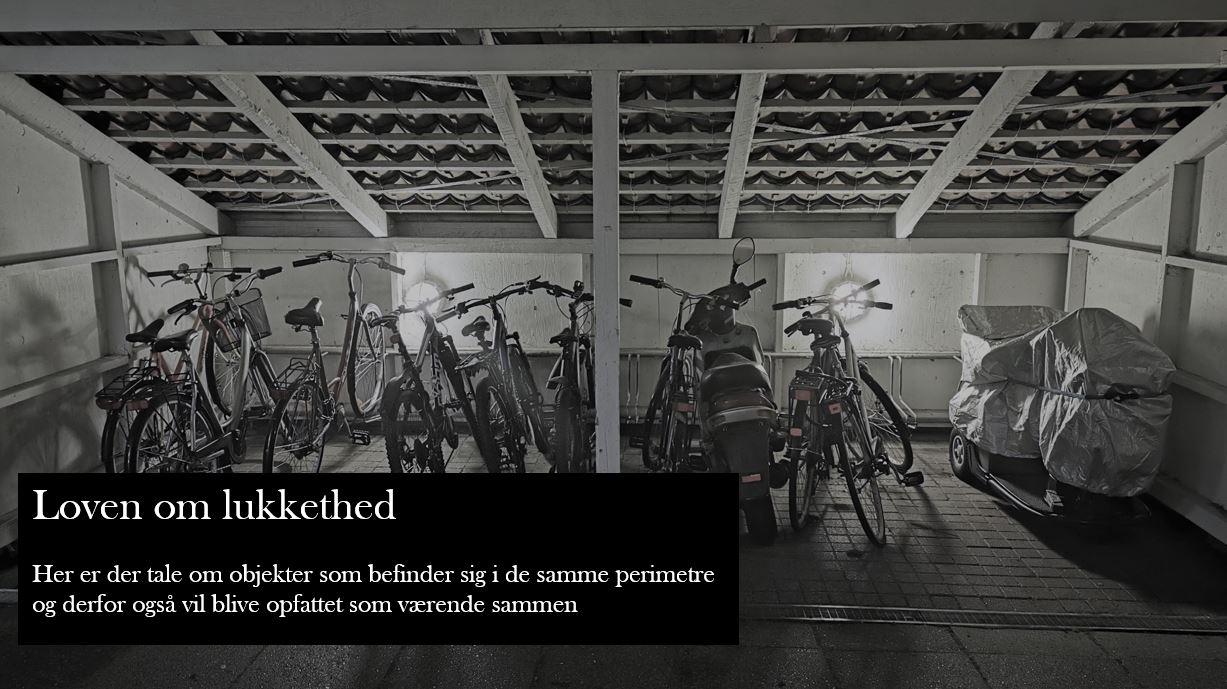 Loven om lukkethed
Her er der tale om objekter som befinder sig i de samme perimetre
og derfor også vil blive opfattet som værende sammen